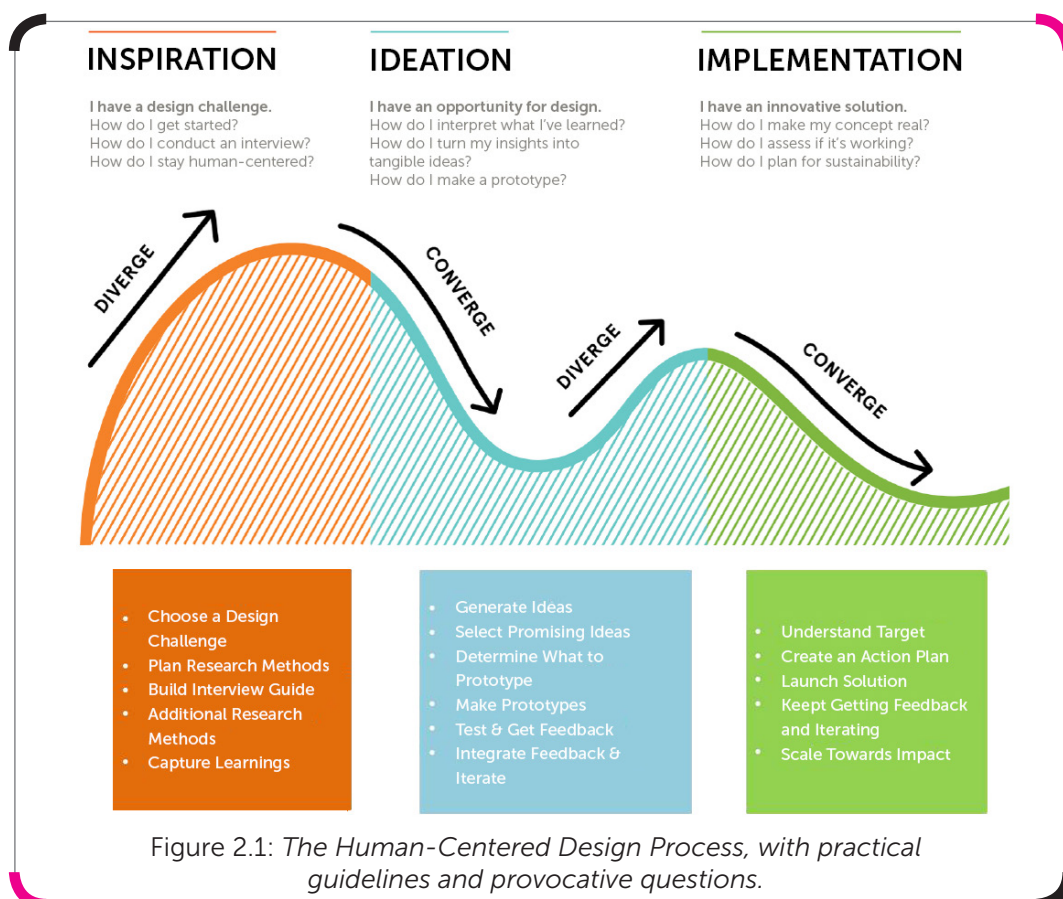 INSPIRATION
I have a design challenge.
How do I get started?
How do I conduct an interview?
How do I stay human-centered?
IDEATION
I have an opportunity for design.
How do I interpret what I've learned?
How do I turn my insights into
tangible ideas?
How do I make a prototype?
IMPLEMENTATION
I have an innovative solution.
How do I make my concept real?
How do I assess if it's working?
How do I plan for sustainability?
DIVERGE
CONVERGE
DIVERGE
CONVERGE
• Choose a Design
Challenge
• Plan Research Methods
• Build Interview Guide
• Additional Research
Methods
• Capture Learnings
• Generate Ideas
• Select Promising Ideas
• Determine What to
Prototype
• Make Prototypes
• Test & Get Feedback
• Integrate Feedback &
Iterate
• Understand Target
• Create an Action Plan
• Launch Solution
• Keept Getting Feedback
and Iterating
• Scale Towards Impact
Figure 2.1: The Human-Centered Design Process, with practical
guidelines and provocative questions.